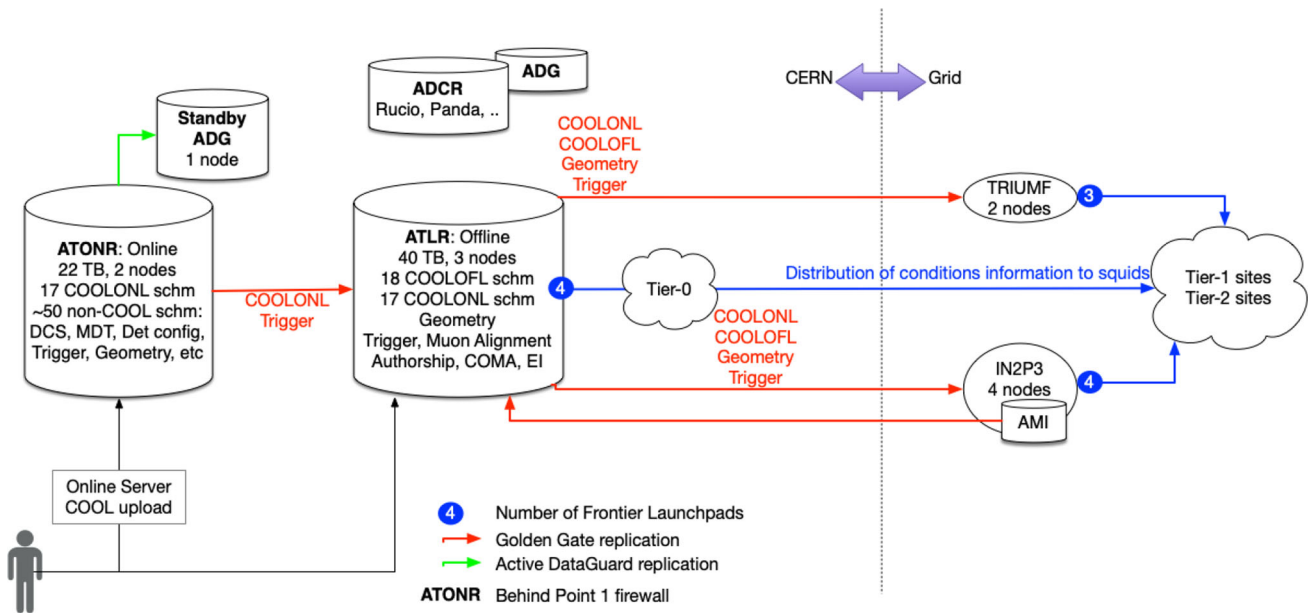 Standby
ADG
1 node
ADCR
Rucio, Panda, ..
ADG
CERN
Grid
COOLONL
COOLOFL
Geometry
Trigger
ATONR: Online
22 TB, 2 nodes
17 COOLONL schm
~50 non-COOL schm:
DCS, MDT, Det config,
Trigger, Geometry, etc
COOLONL
Trigger
ATLR: Offline
40 TB, 3 nodes
18 COOLOFL schm
17 COOLONL schm
Geometry
Trigger, Muon Alignment
Authorship, COMA, EI
4
Tier-0
Distribution of conditions information to squids
TRIUMF
2 nodes
3
Tier-1 sites
Tier-2 sites
COOLONL
COOLOFL
Geometry
Trigger
IN2P3
4 nodes
4
AMI
Online Server
COOL upload
4 Number of Frontier Launchpads
Golden Gate replication
Active DataGuard replication
ATONR Behind Point 1 firewall